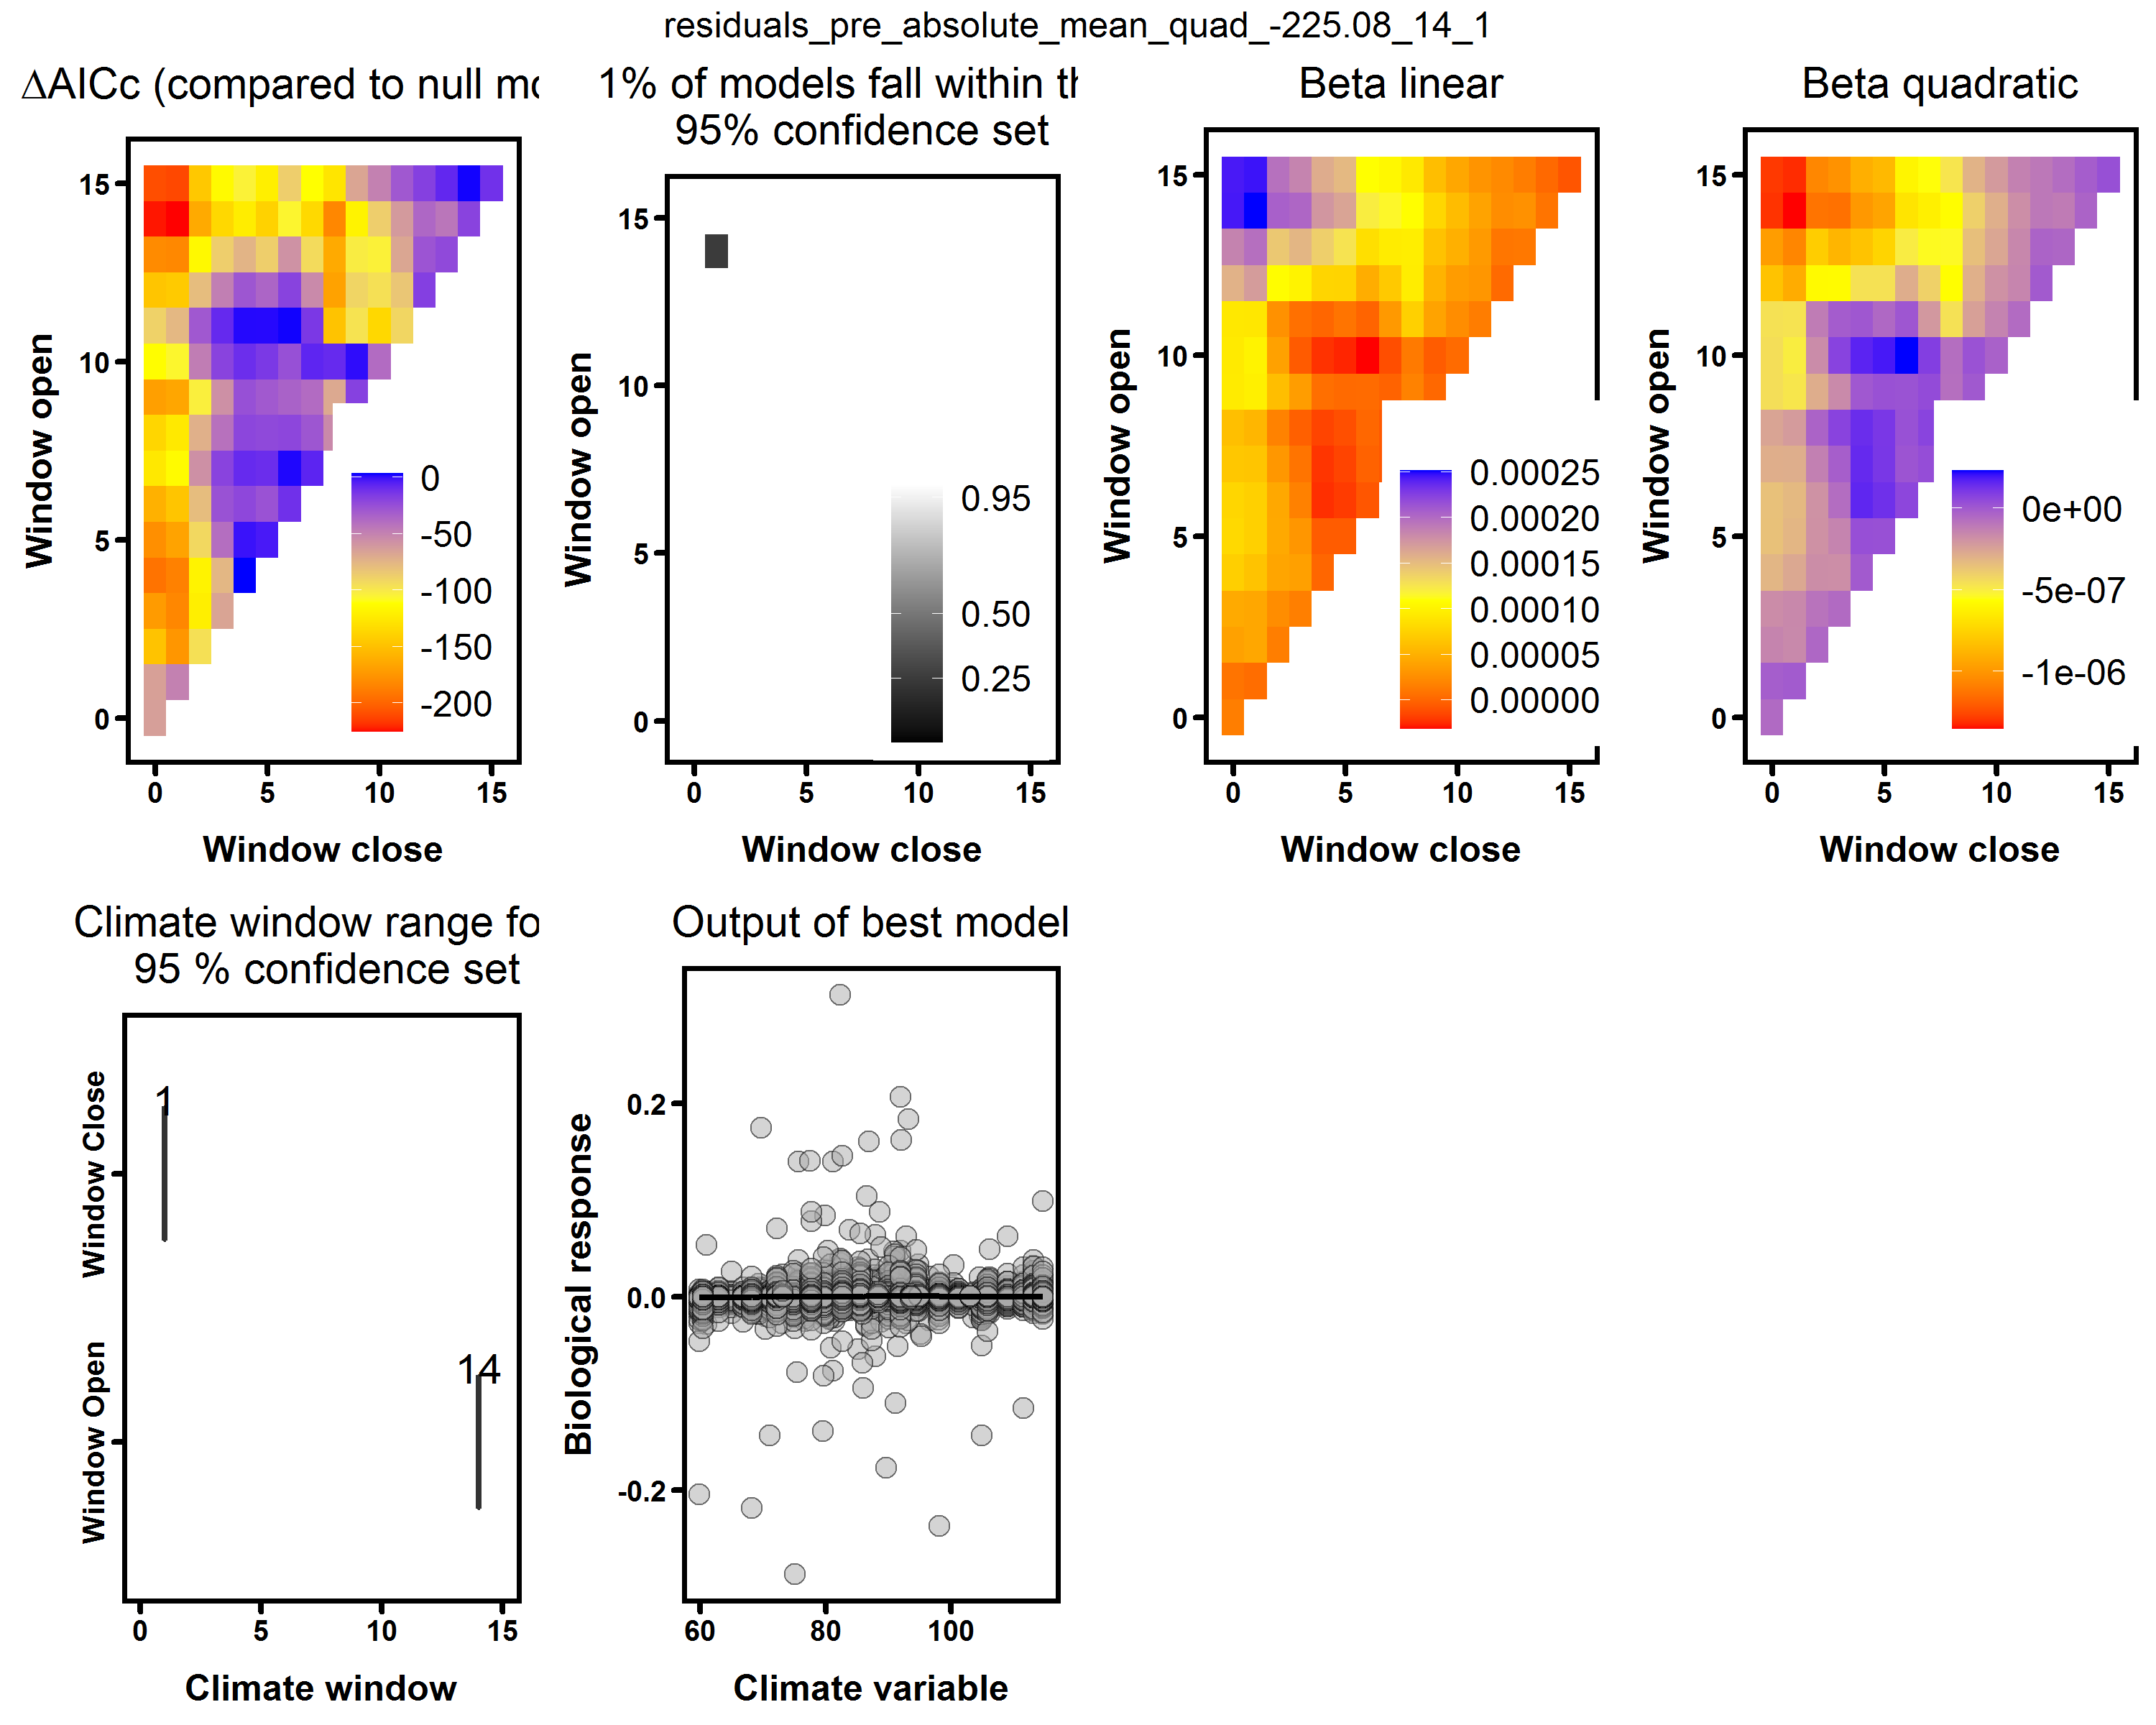 residuals_pre_absolute_mean_quad_-225.08_14_1
ΔAICc (compared to null mo
15
10
5
0
0
5
10
15
Window open
Window close
0
-50
-100
-150
-200
1% of models fall within th
95% confidence set
15
10
5
0
0
5
10
15
Window open
Window close
0.95
0.50
0.25
Beta linear
15
10
5
0
0
5
10
15
Window open
Window close
0.00025
0.00020
0.00015
0.00010
0.00005
0.00000
Beta quadratic
15
10
5
0
0
5
10
15
Window open
Window close
0e+00
-5e-07
-1e-06
Climate window range fo
95 % confidence set
Window Close
Window Open
1
14
0
5
10
15
Climate window
Output of best model
Biological response
0.2
0.0
-0.2
60
80
100
Climate variable